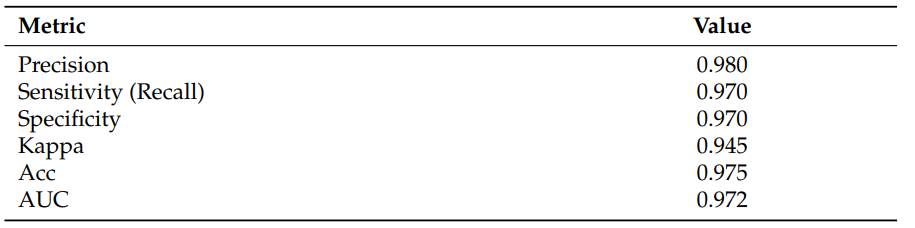 Metric Value
Precision 0.980
Sensitivity (Recall) 0.970
Specificity 0.970
Kappa 0.945
Acc 0.975
AUC 0.972